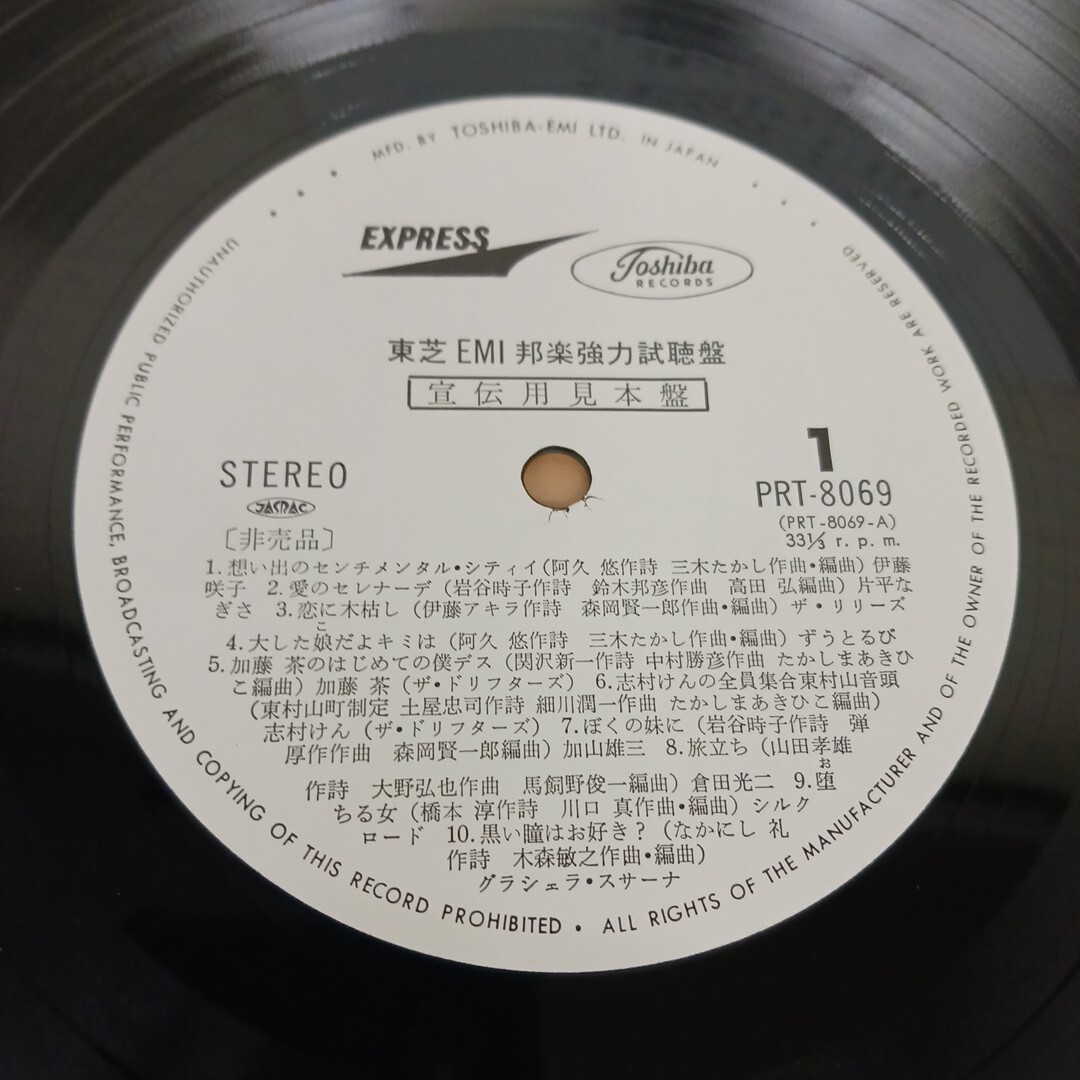 MFD. BY TOSHIBA-EMI LTD. IN JAPAN
EXPRESS
Toshiba
RECORDS
東芝 EMI 邦楽強力試聴盤
宣伝用見本盤
STEREO
JASRAC
〔非売品〕
1
PRT-8069
(PRT-8069-A)
33⅓ r. p. m.
1. 想い出のセンチメンタル・シティイ(阿久 悠作詩 三木たかし作曲・編曲) 伊藤
咲子 2. 愛のセレナーデ (岩谷時子作詩 鈴木邦彦作曲 高田 弘編曲) 片平な
ぎさ 3. 恋に木枯し (伊藤アキラ作詩 森岡賢一郎作曲・編曲) ザ・リリーズ
こ
4. 大した娘だよキミは (阿久 悠作詩 三木たかし作曲・編曲) ずうとるび
5. 加藤 茶のはじめての僕デス (関沢新一作詩 中村勝彦作曲 たかしまあきひ
こ編曲) 加藤 茶 (ザ・ドリフターズ) 6. 志村けんの全員集合東村山音頭
(東村山町制定 土屋忠司作詩 細川潤一作曲 たかしまあきひこ編曲)
志村けん (ザ・ドリフターズ) 7. ぼくの妹に (岩谷時子作詩 弾
厚作作曲 森岡賢一郎編曲) 加山雄三 8. 旅立ち (山田孝雄
お
作詩 大野弘也作曲 馬飼野俊一編曲) 倉田光二 9. 堕
ちる女 (橋本 淳作詩 川口 真作曲・編曲) シルク
ロード 10. 黒い瞳はお好き? (なかにし 礼
作詩 木森敏之作曲・編曲)
グラシェラ・スサーナ
UNAUTHORIZED PUBLIC PERFORMANCE, BROADCASTING AND COPYING OF THIS RECORD PROHIBITED • ALL RIGHTS OF THE MANUFACTURER AND OF THE OWNER OF THE RECORDED WORK ARE RESERVED